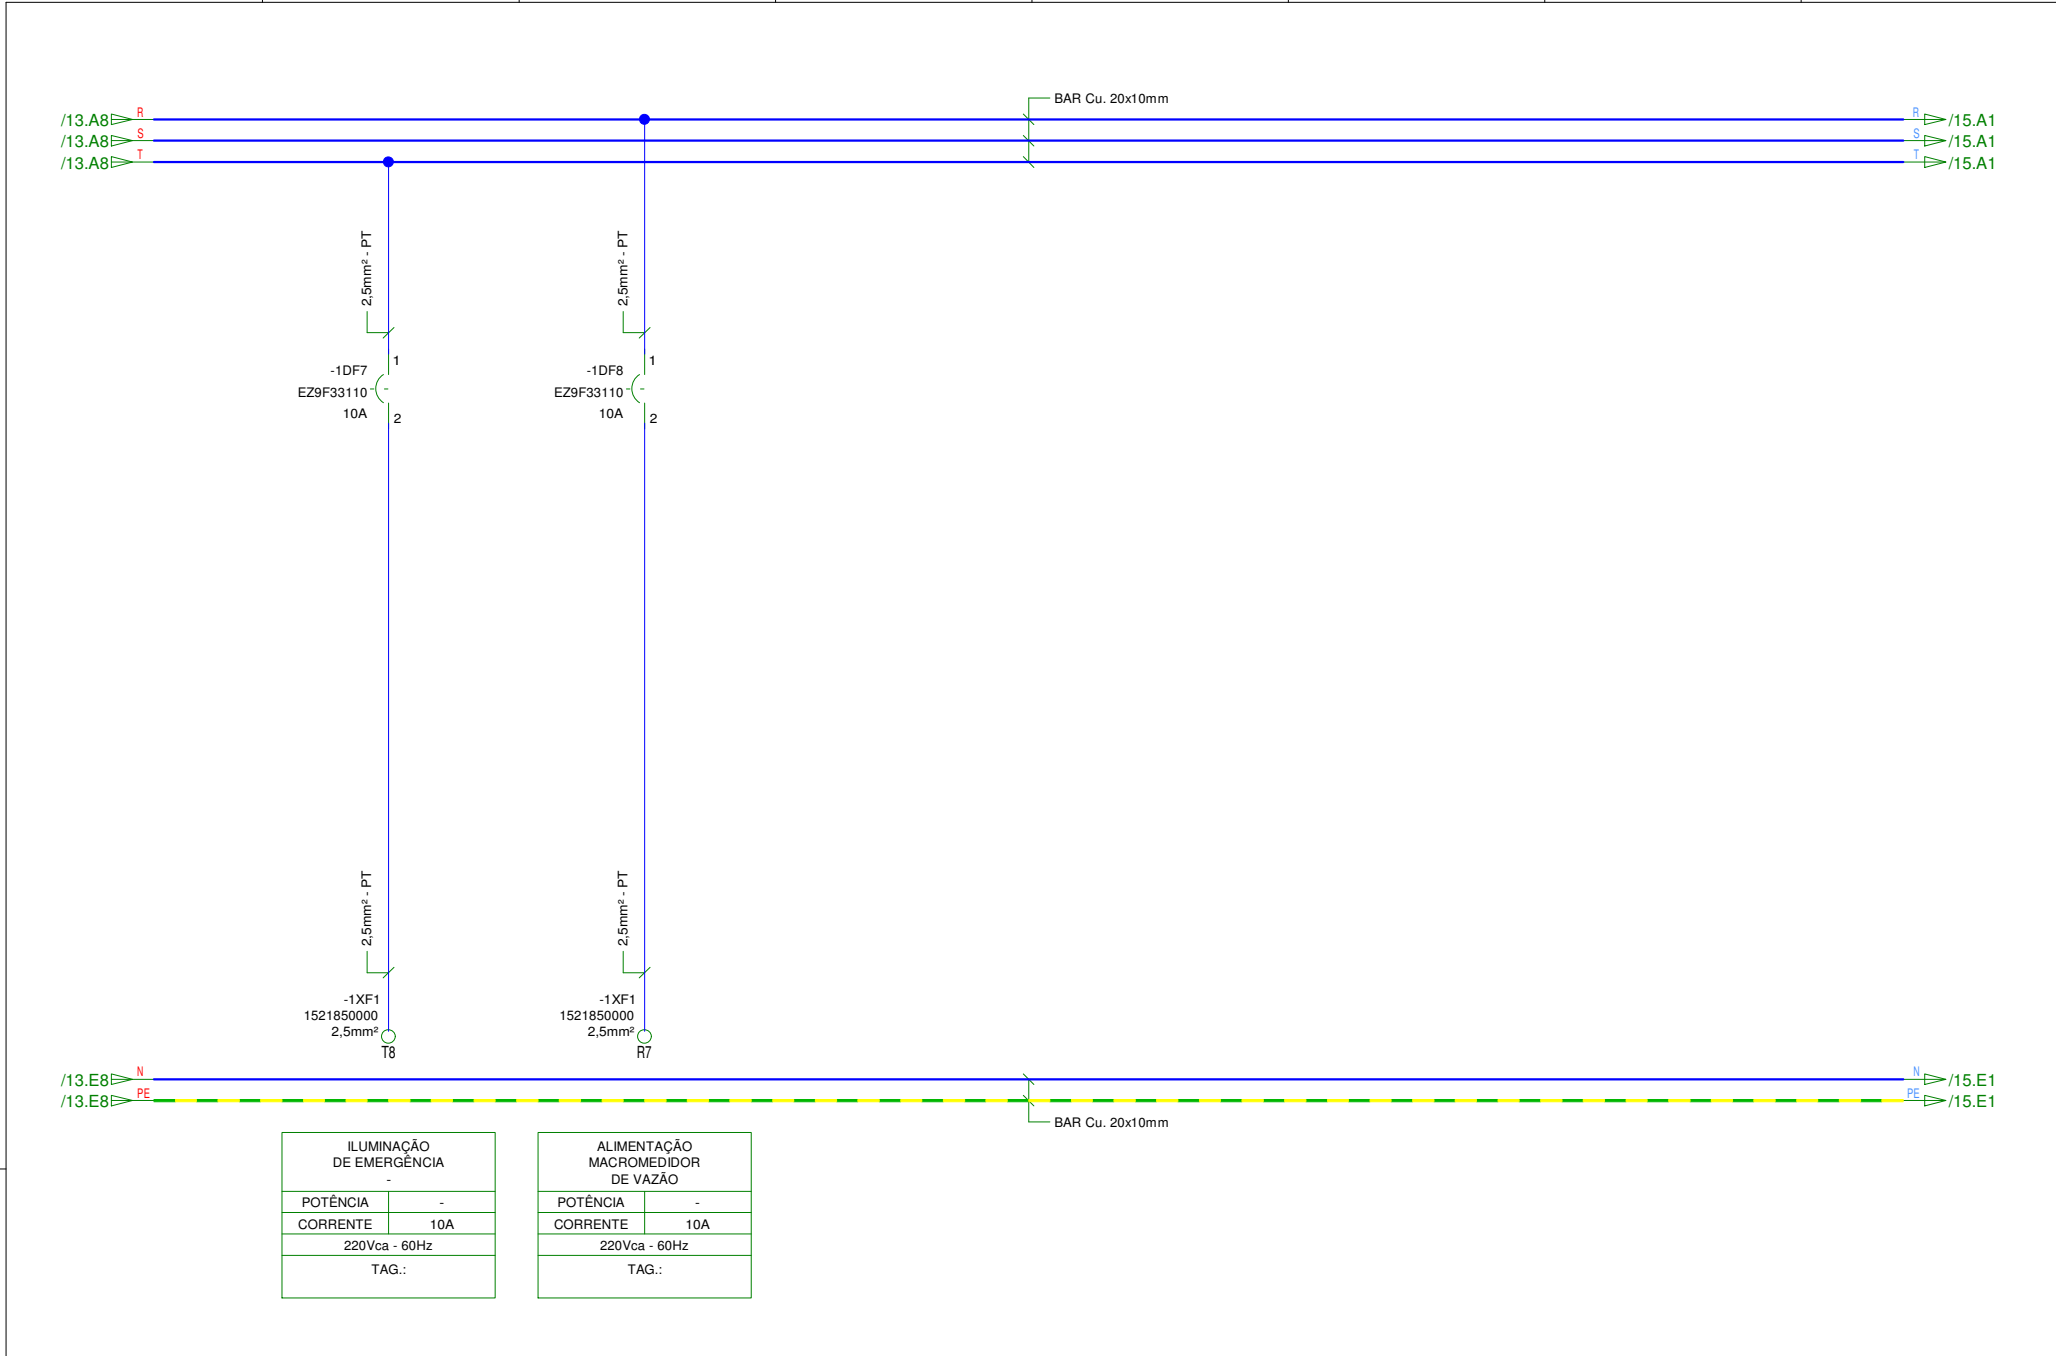 BAR Cu. 20x10mm
/13.A8 R R /15.A1
/13.A8 S S /15.A1
/13.A8 T T /15.A1
2,5mm² - PT
2,5mm² - PT
1
-1DF7
EZ9F33110
10A
2
1
-1DF8
EZ9F33110
10A
2
2,5mm² - PT
2,5mm² - PT
-1XF1
1521850000
2,5mm²
T8
-1XF1
1521850000
2,5mm²
R7
/13.E8 N N /15.E1
/13.E8 PE PE /15.E1
BAR Cu. 20x10mm
ILUMINAÇÃO
DE EMERGÊNCIA
-
POTÊNCIA -
CORRENTE 10A
220Vca - 60Hz
TAG.:
ALIMENTAÇÃO
MACROMEDIDOR
DE VAZÃO
POTÊNCIA -
CORRENTE 10A
220Vca - 60Hz
TAG.: